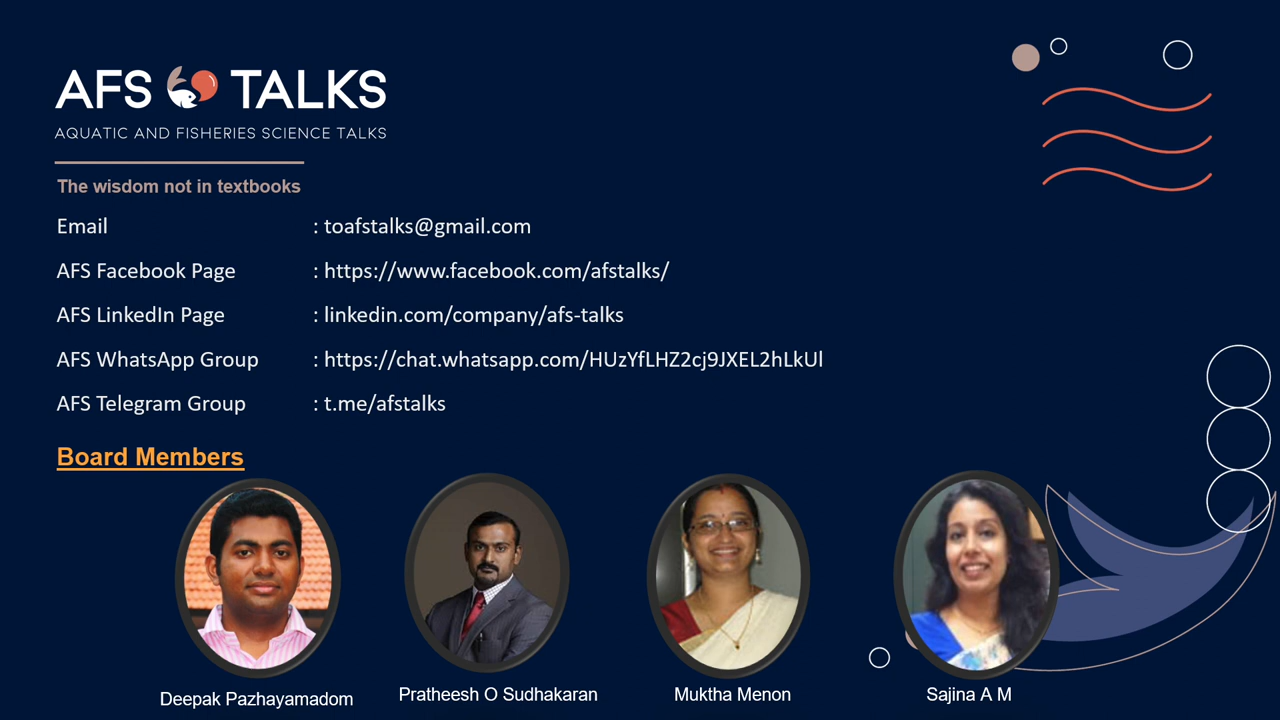 AFS TALKS
AQUATIC AND FISHERIES SCIENCE TALKS
The wisdom not in textbooks
Email : toafstalks@gmail.com
AFS Facebook Page : https://www.facebook.com/afstalks/
AFS LinkedIn Page : linkedin.com/company/afs-talks
AFS WhatsApp Group : https://chat.whatsapp.com/HUzYfLHZ2cj9JXEL2hLkUl
AFS Telegram Group : t.me/afstalks
Board Members
Deepak Pazhayamadom
Pratheesh O Sudhakaran
Muktha Menon
Sajina A M